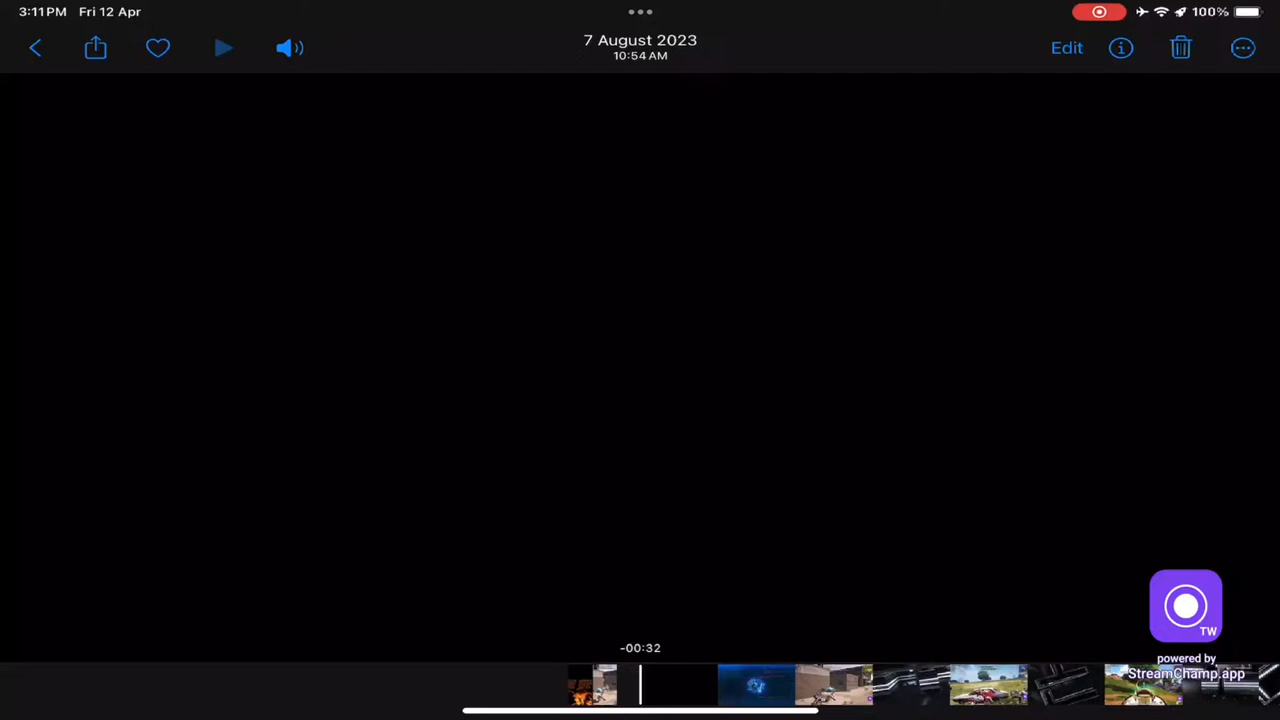 3:11 PM Fri 12 Apr
100%
7 August 2023
10:54 AM
Edit
-00:32
TW
powered by
StreamChamp.app